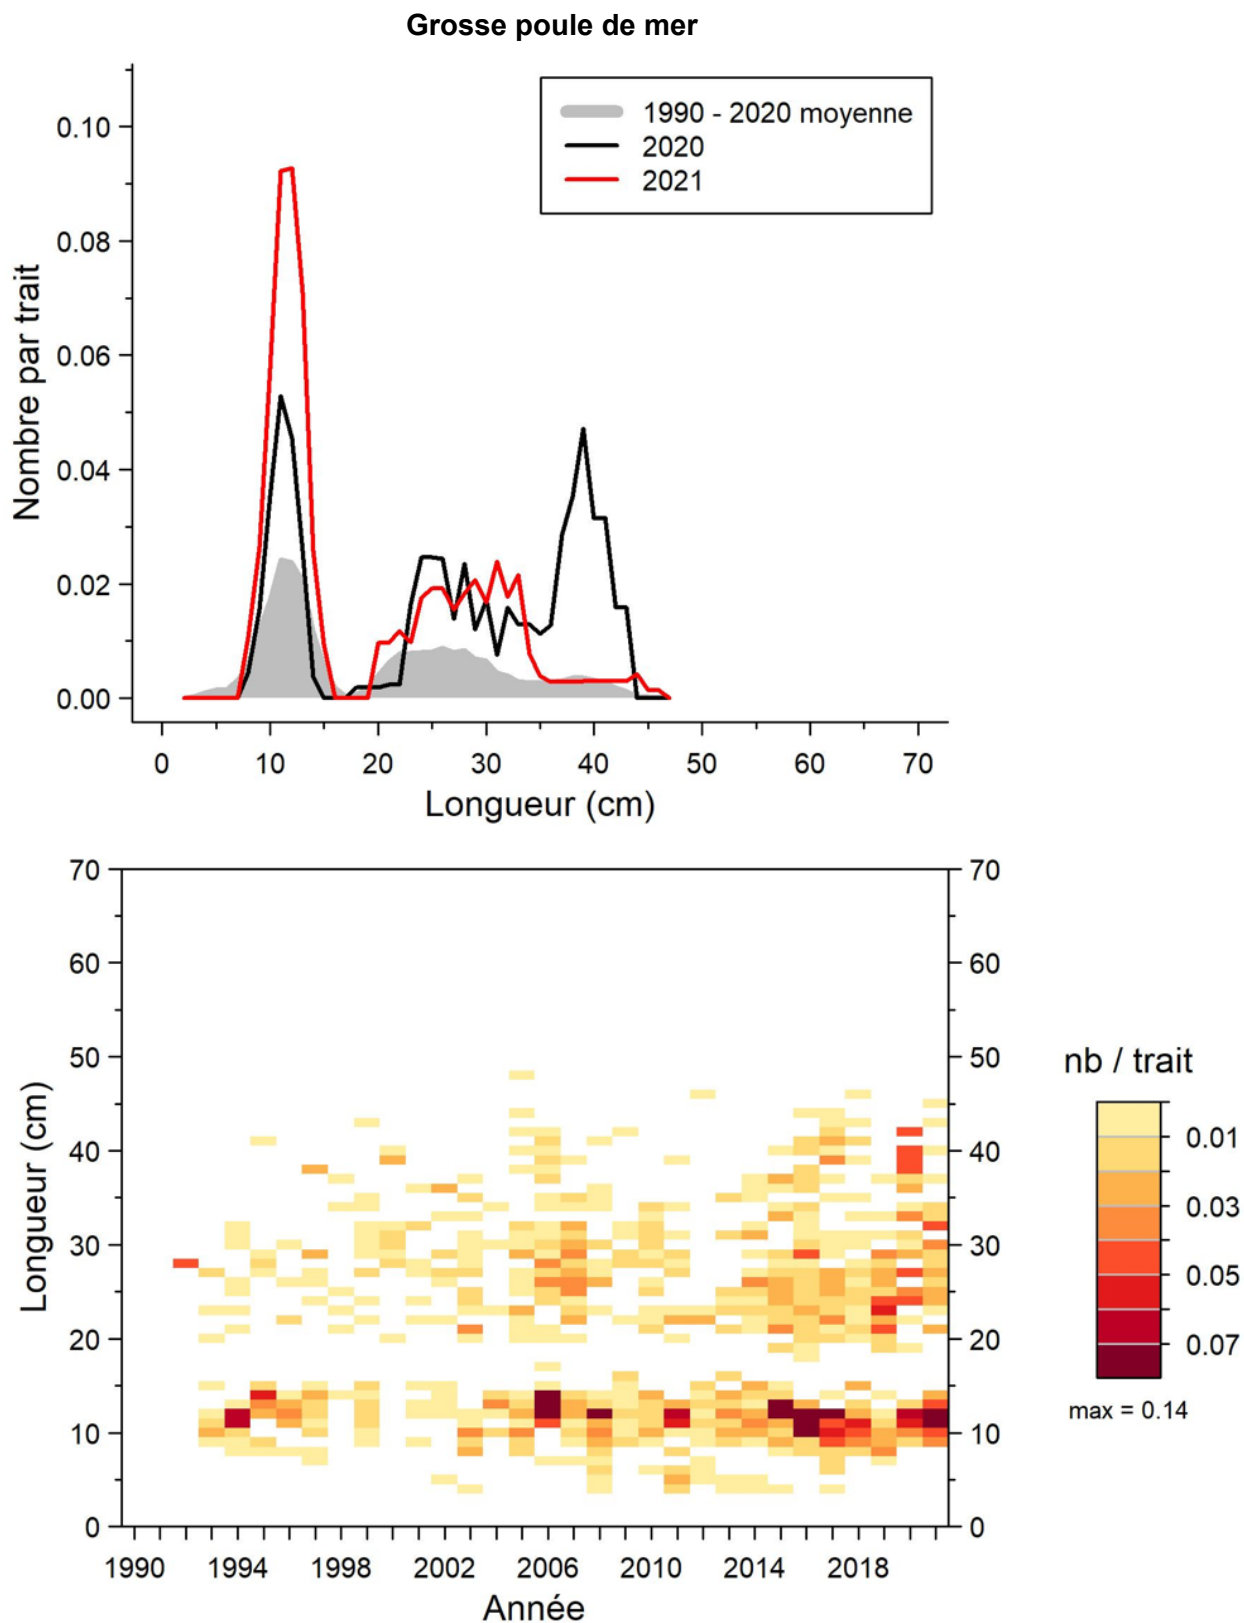 Grosse poule de mer
1990 - 2020 moyenne
2020
2021
Nombre par trait
0.10
0.08
0.06
0.04
0.02
0.00
0 10 20 30 40 50 60 70
Longueur (cm)
Longueur (cm)
70 70
60 60
50 50
40 40
30 30
20 20
10 10
0 0
1990 1994 1998 2002 2006 2010 2014 2018
Année
nb / trait
0.01
0.03
0.05
0.07
max = 0.14